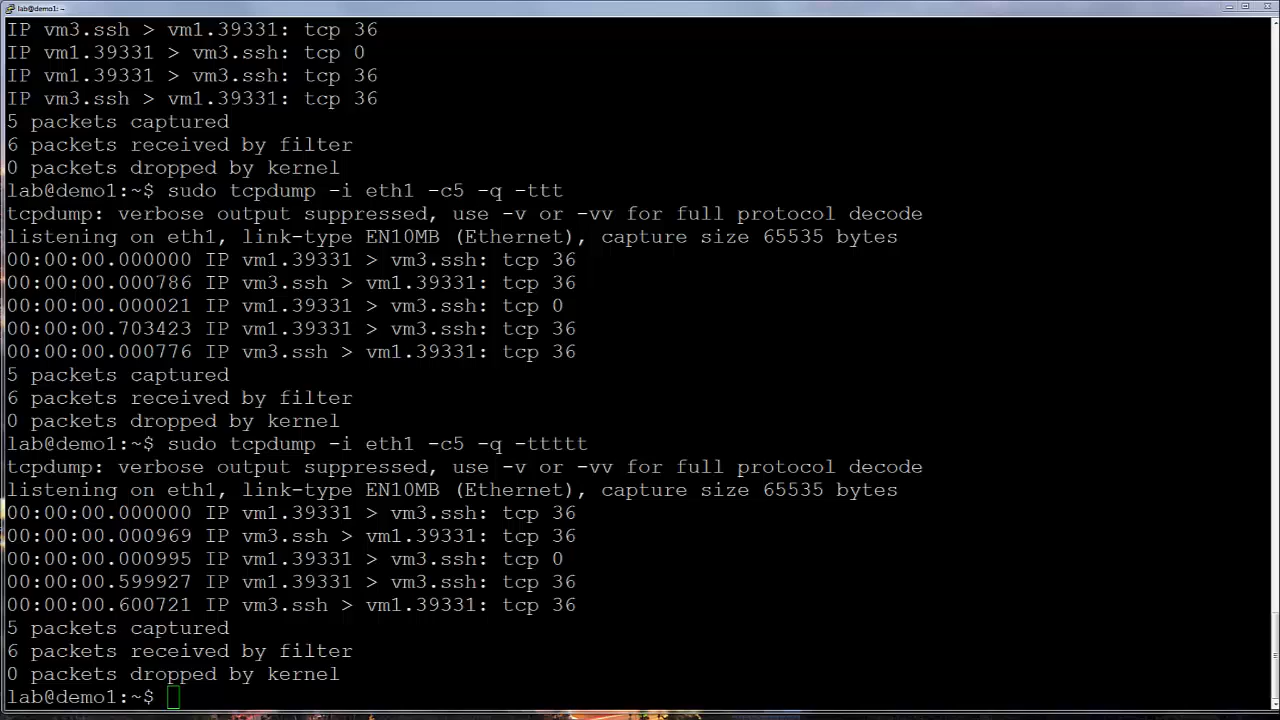 lab@demo1: ~
IP vm3.ssh > vm1.39331: tcp 36
IP vm1.39331 > vm3.ssh: tcp 0
IP vm1.39331 > vm3.ssh: tcp 36
IP vm3.ssh > vm1.39331: tcp 36
5 packets captured
6 packets received by filter
0 packets dropped by kernel
lab@demo1:~$ sudo tcpdump -i eth1 -c5 -q -ttt
tcpdump: verbose output suppressed, use -v or -vv for full protocol decode
listening on eth1, link-type EN10MB (Ethernet), capture size 65535 bytes
00:00:00.000000 IP vm1.39331 > vm3.ssh: tcp 36
00:00:00.000786 IP vm3.ssh > vm1.39331: tcp 36
00:00:00.000021 IP vm1.39331 > vm3.ssh: tcp 0
00:00:00.703423 IP vm1.39331 > vm3.ssh: tcp 36
00:00:00.000776 IP vm3.ssh > vm1.39331: tcp 36
5 packets captured
6 packets received by filter
0 packets dropped by kernel
lab@demo1:~$ sudo tcpdump -i eth1 -c5 -q -ttttt
tcpdump: verbose output suppressed, use -v or -vv for full protocol decode
listening on eth1, link-type EN10MB (Ethernet), capture size 65535 bytes
00:00:00.000000 IP vm1.39331 > vm3.ssh: tcp 36
00:00:00.000969 IP vm3.ssh > vm1.39331: tcp 36
00:00:00.000995 IP vm1.39331 > vm3.ssh: tcp 0
00:00:00.599927 IP vm1.39331 > vm3.ssh: tcp 36
00:00:00.600721 IP vm3.ssh > vm1.39331: tcp 36
5 packets captured
6 packets received by filter
0 packets dropped by kernel
lab@demo1:~$